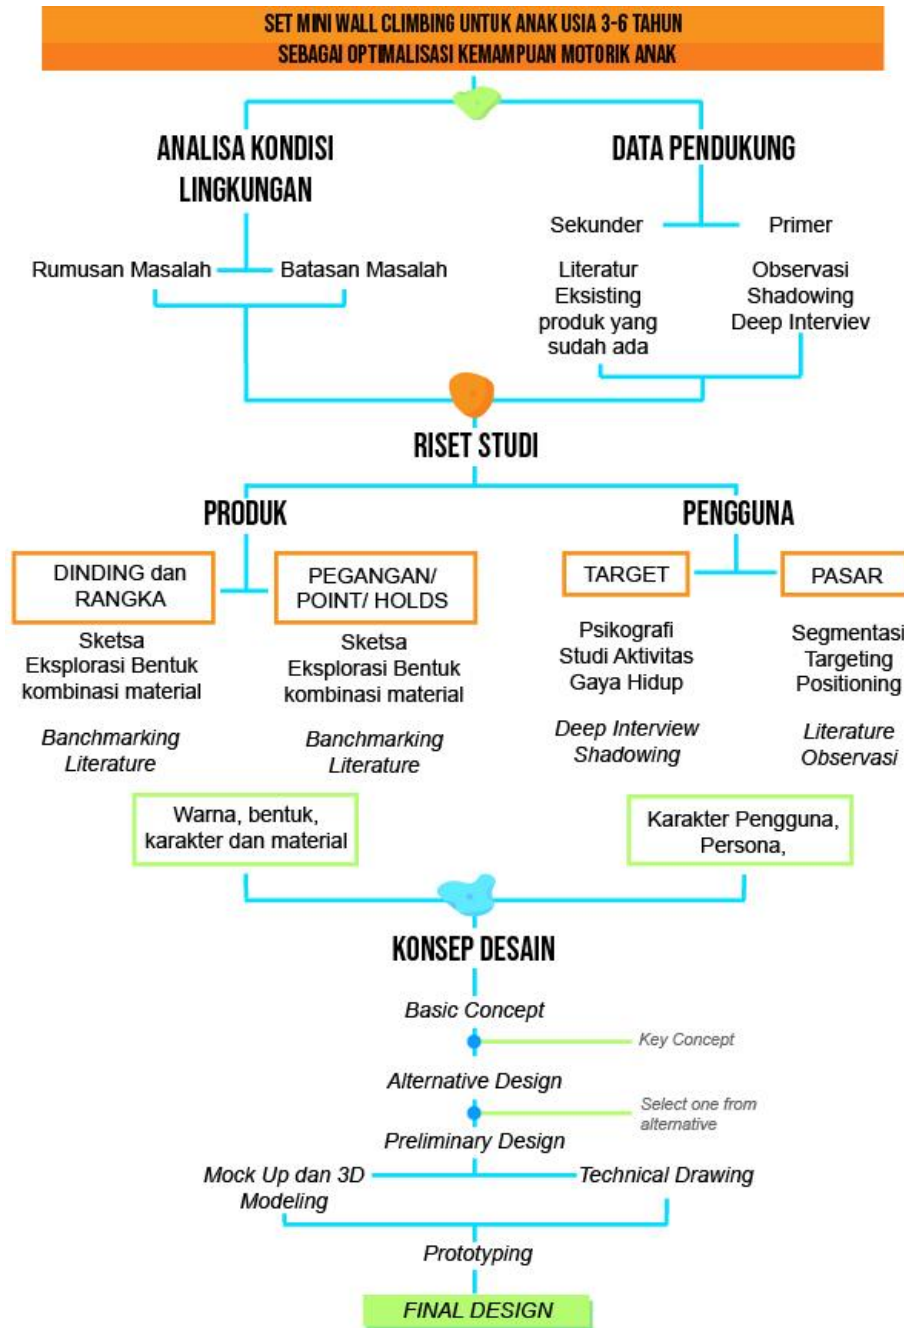 SET MINI WALL CLIMBING UNTUK ANAK USIA 3-6 TAHUN
SEBAGAI OPTIMALISASI KEMAMPUAN MOTORIK ANAK
ANALISA KONDISI
LINGKUNGAN
DATA PENDUKUNG
Sekunder
Primer
Rumusan Masalah
Batasan Masalah
Literatur
Eksisting
produk yang
sudah ada
Observasi
Shadowing
Deep Interviev
RISET STUDI
PRODUK
PENGGUNA
DINDING dan
RANGKA
PEGANGAN/
POINT/ HOLDS
TARGET
PASAR
Sketsa
Eksplorasi Bentuk
kombinasi material
Sketsa
Eksplorasi Bentuk
kombinasi material
Psikografi
Studi Aktivitas
Gaya Hidup
Segmentasi
Targeting
Positioning
Banchmarking
Literature
Banchmarking
Literature
Deep Interview
Shadowing
Literature
Observasi
Warna, bentuk,
karakter dan material
Karakter Pengguna,
Persona,
KONSEP DESAIN
Basic Concept
Key Concept
Alternative Design
Select one from
alternative
Preliminary Design
Mock Up dan 3D
Modeling
Technical Drawing
Prototyping
FINAL DESIGN